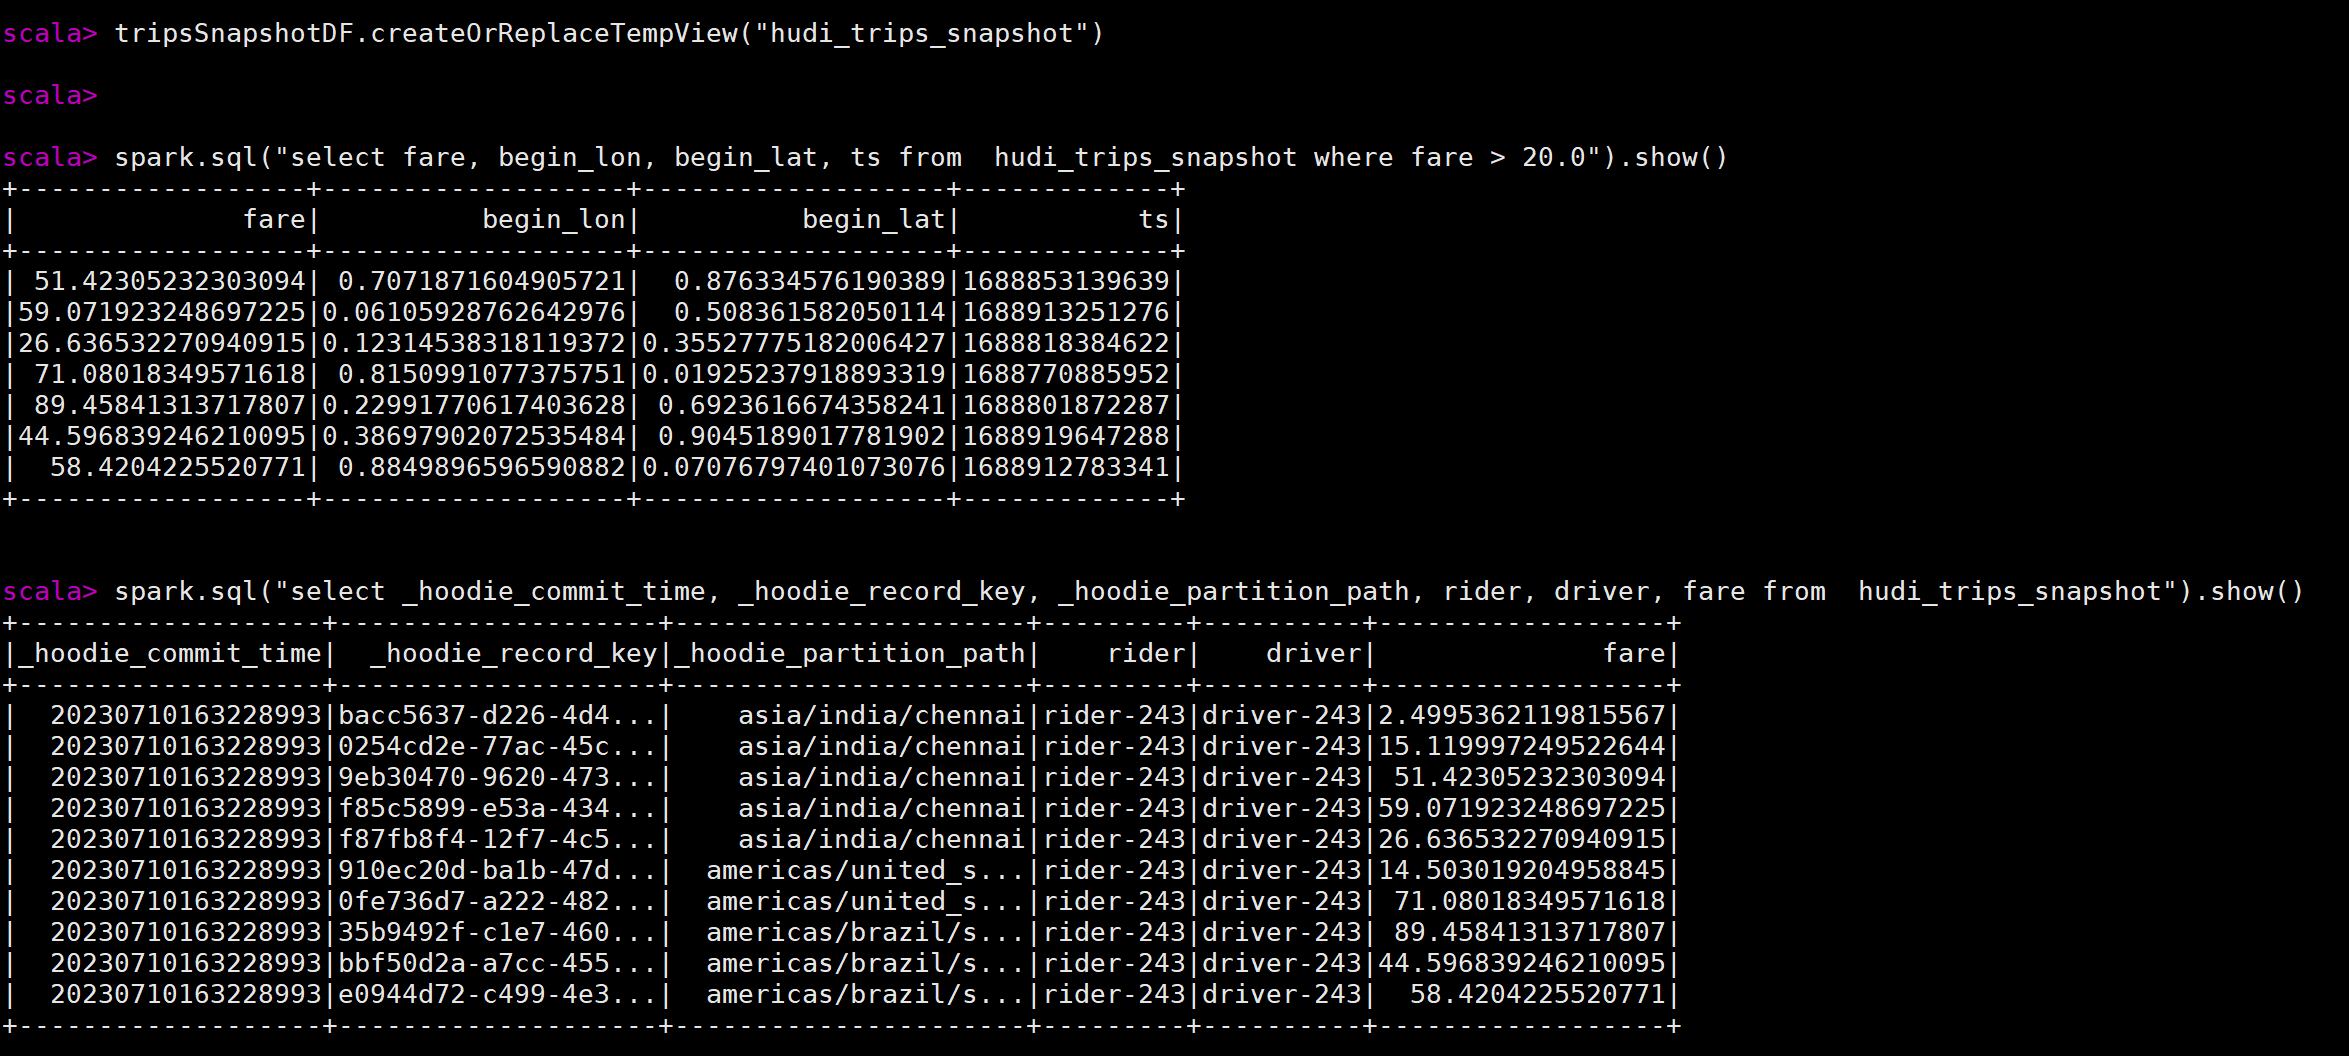 scala> tripsSnapshotDF.createOrReplaceTempView("hudi_trips_snapshot")
scala>
scala> spark.sql("select fare, begin_lon, begin_lat, ts from  hudi_trips_snapshot where fare > 20.0").show()
+------------------+-------------------+-------------------+-------------+
|              fare|          begin_lon|          begin_lat|           ts|
+------------------+-------------------+-------------------+-------------+
| 51.42305232303094| 0.7071871604905721|  0.876334576190389|1688853139639|
|59.071923248697225|0.06105928762642976|  0.508361582050114|1688913251276|
|26.636532270940915|0.12314538318119372|0.35527775182006427|1688818384622|
| 71.08018349571618| 0.8150991077375751|0.01925237918893319|1688770885952|
| 89.45841313717807|0.22991770617403628| 0.6923616674358241|1688801872287|
|44.596839246210095|0.38697902072535484| 0.9045189017781902|1688919647288|
|  58.4204225520771| 0.8849896596590882|0.07076797401073076|1688912783341|
+------------------+-------------------+-------------------+-------------+
scala> spark.sql("select _hoodie_commit_time, _hoodie_record_key, _hoodie_partition_path, rider, driver, fare from  hudi_trips_snapshot").show()
+-------------------+--------------------+----------------------+---------+----------+------------------+
|_hoodie_commit_time|  _hoodie_record_key|_hoodie_partition_path|    rider|    driver|              fare|
+-------------------+--------------------+----------------------+---------+----------+------------------+
|  20230710163228993|bacc5637-d226-4d4...|    asia/india/chennai|rider-243|driver-243|2.4995362119815567|
|  20230710163228993|0254cd2e-77ac-45c...|    asia/india/chennai|rider-243|driver-243|15.119997249522644|
|  20230710163228993|9eb30470-9620-473...|    asia/india/chennai|rider-243|driver-243| 51.42305232303094|
|  20230710163228993|f85c5899-e53a-434...|    asia/india/chennai|rider-243|driver-243|59.071923248697225|
|  20230710163228993|f87fb8f4-12f7-4c5...|    asia/india/chennai|rider-243|driver-243|26.636532270940915|
|  20230710163228993|910ec20d-ba1b-47d...|  americas/united_s...|rider-243|driver-243|14.503019204958845|
|  20230710163228993|0fe736d7-a222-482...|  americas/united_s...|rider-243|driver-243| 71.08018349571618|
|  20230710163228993|35b9492f-c1e7-460...|  americas/brazil/s...|rider-243|driver-243| 89.45841313717807|
|  20230710163228993|bbf50d2a-a7cc-455...|  americas/brazil/s...|rider-243|driver-243|44.596839246210095|
|  20230710163228993|e0944d72-c499-4e3...|  americas/brazil/s...|rider-243|driver-243|  58.4204225520771|
+-------------------+--------------------+----------------------+---------+----------+------------------+